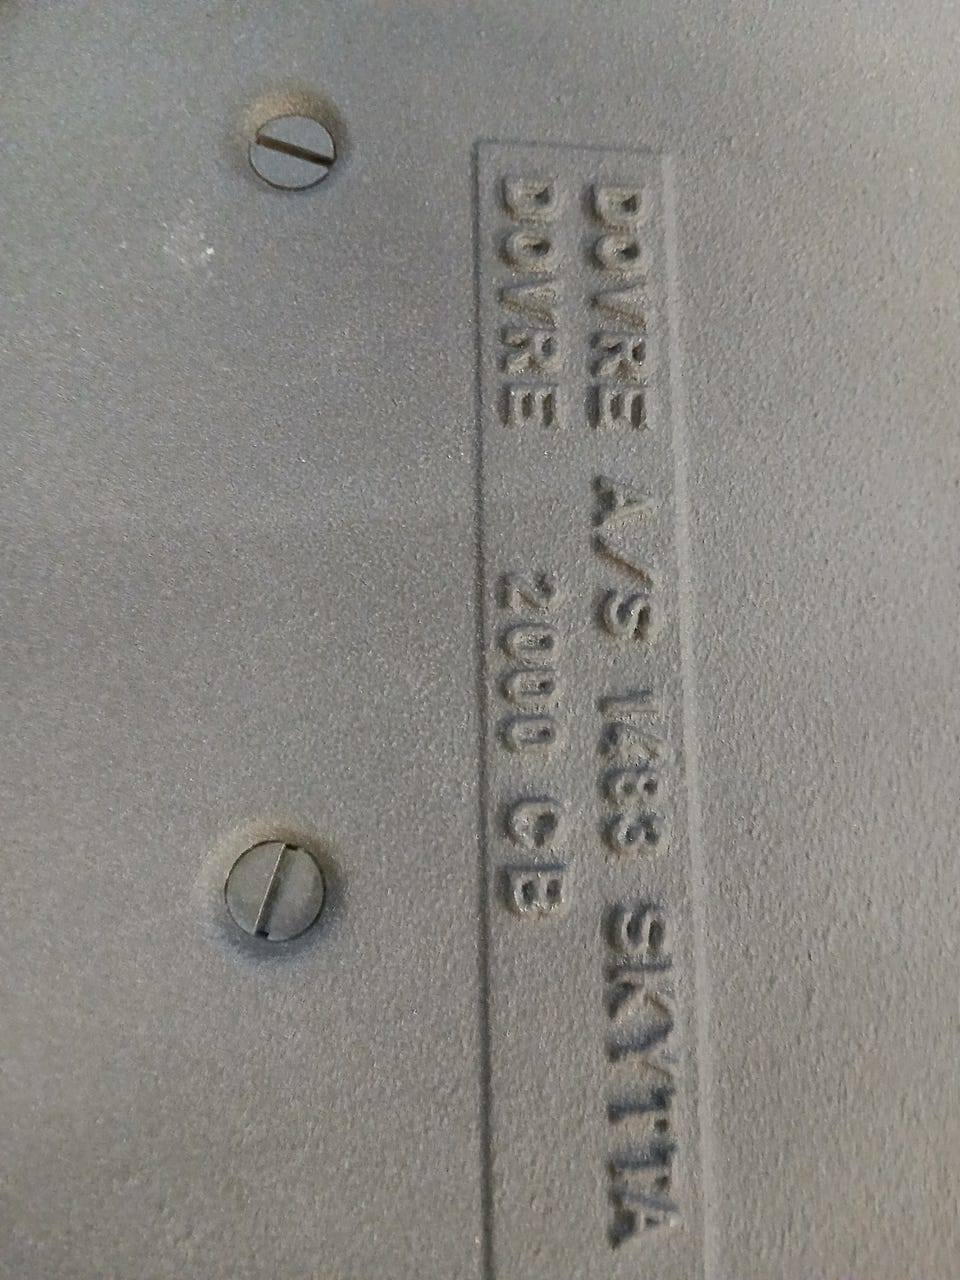 DOVRE A/S 1483 SKYTTA
DOVRE 2000 CB